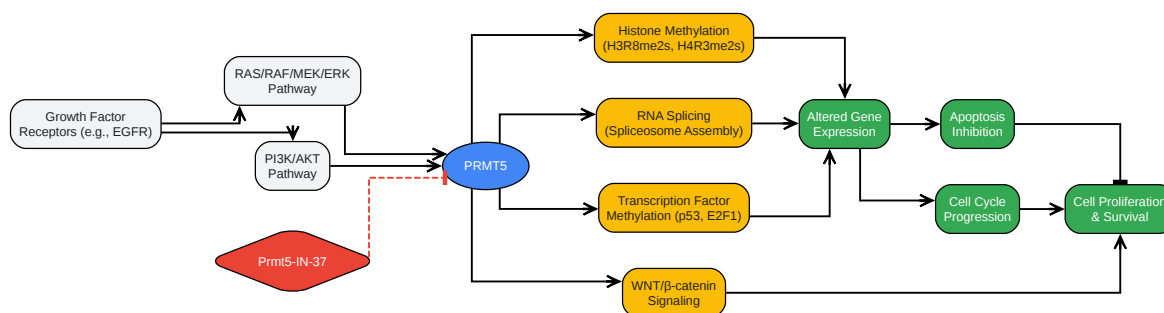 Histone Methylation
(H3R8me2s, H4R3me2s)
RAS/RAF/MEK/ERK
Pathway
Growth Factor
Receptors (e.g., EGFR)
RNA Splicing
(Spliceosome Assembly)
Altered Gene
Expression
Apoptosis
Inhibition
PI3K/AKT
Pathway
PRMT5
Transcription Factor
Methylation (p53, E2F1)
Cell Cycle
Progression
Cell Proliferation
& Survival
Prmt5-IN-37
WNT/β-catenin
Signaling